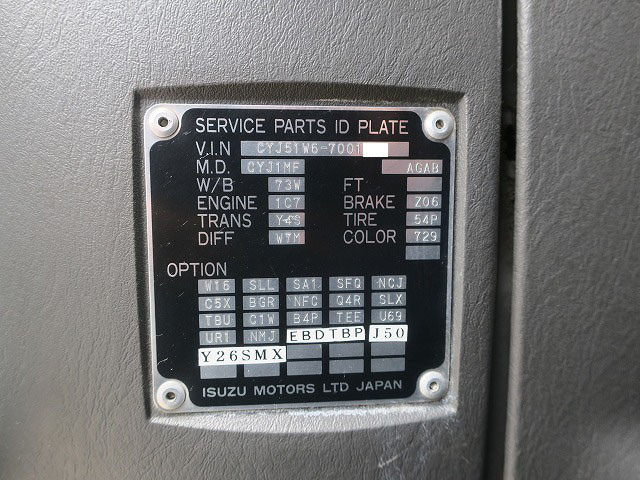 SERVICE PARTS ID PLATE
V.I.N CYJ51W6-7001
M.D. CYJ1MF AGAB
W/B 73W FT
ENGINE 1C7 BRAKE Z06
TRANS Y4S TIRE 54P
DIFF W7M COLOR 729
OPTION
W16 SLL SA1 SFQ NCJ
C5X BGR NFC Q4R SLX
TBU C1W B4P TEE U69
UR1 NMJ EBDTBP J50
Y26SMX
ISUZU MOTORS LTD JAPAN